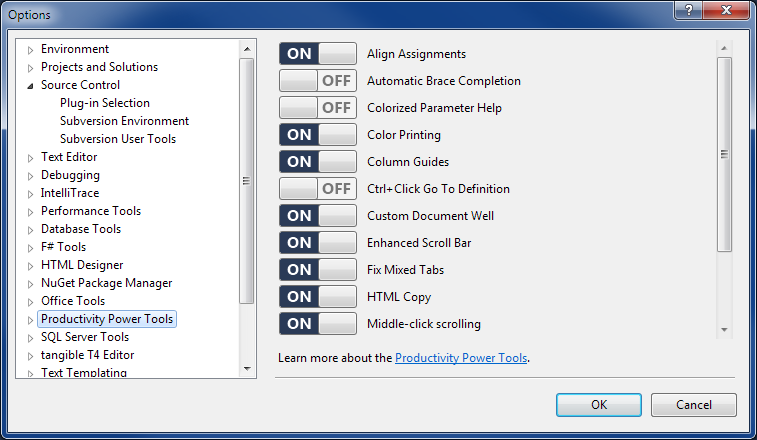 Options
Environment
Projects and Solutions
Source Control
Plug-in Selection
Subversion Environment
Subversion User Tools
Text Editor
Debugging
IntelliTrace
Performance Tools
Database Tools
F# Tools
HTML Designer
NuGet Package Manager
Office Tools
Productivity Power Tools
SQL Server Tools
tangible T4 Editor
Text Templating
ON Align Assignments
OFF Automatic Brace Completion
OFF Colorized Parameter Help
ON Color Printing
ON Column Guides
OFF Ctrl+Click Go To Definition
ON Custom Document Well
ON Enhanced Scroll Bar
ON Fix Mixed Tabs
ON HTML Copy
ON Middle-click scrolling
Learn more about the Productivity Power Tools.
OK Cancel